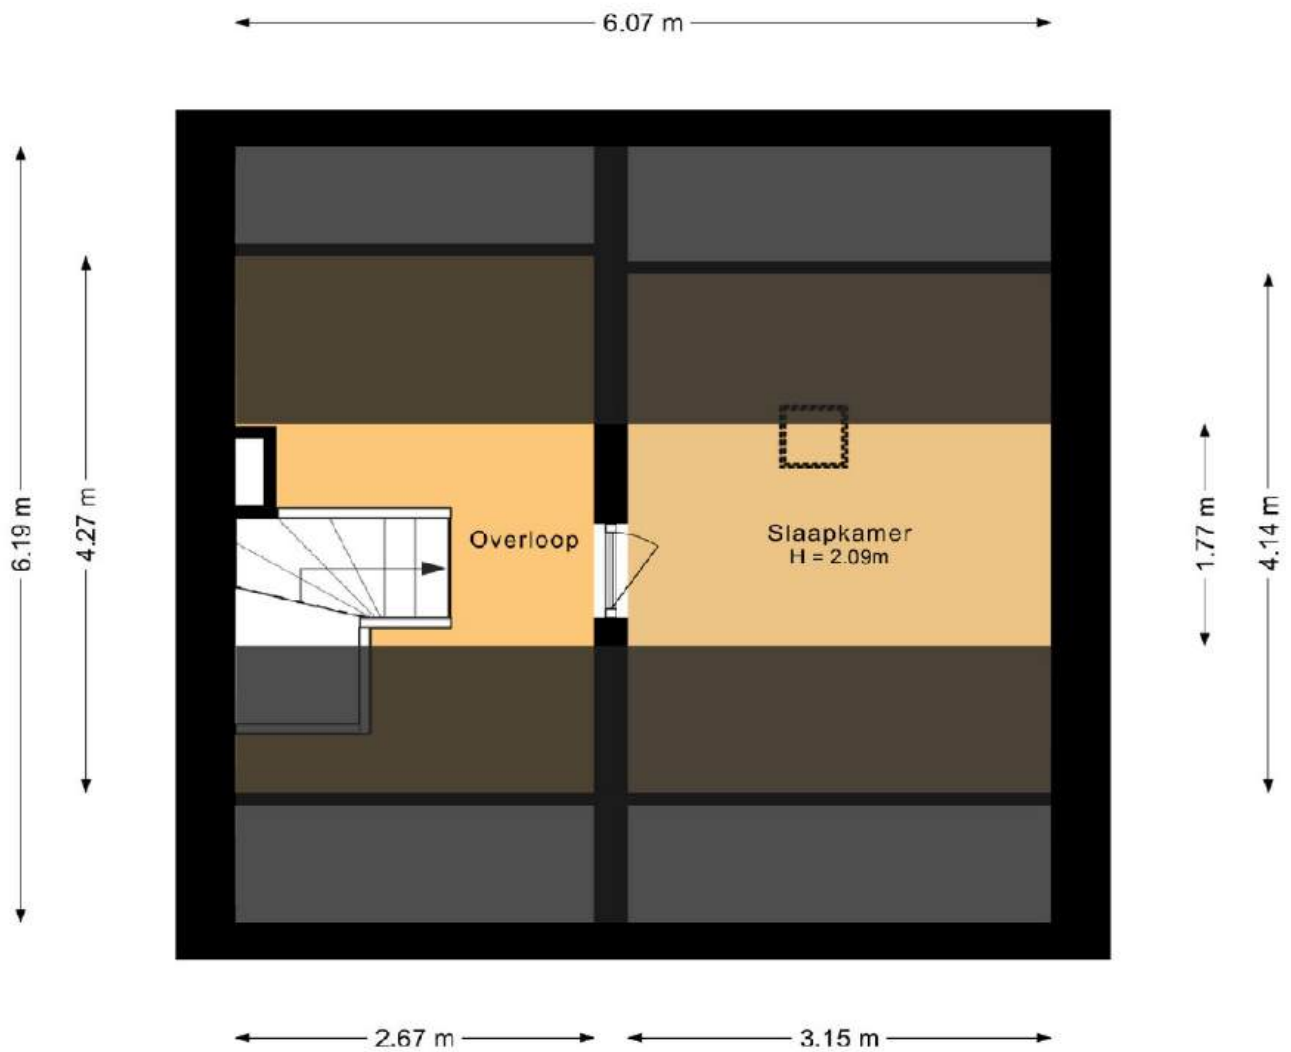 6.07 m
6.19 m
4.27 m
Overloop
Slaapkamer
H = 2.09m
1.77 m
4.14 m
2.67 m
3.15 m